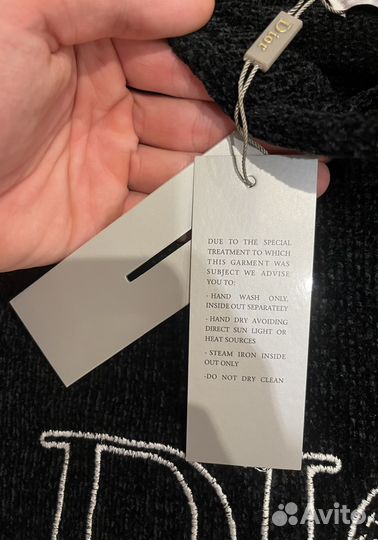 Dior
DUE TO THE SPECIAL
TREATMENT TO WHICH
THIS GARMENT WAS
SUBJECT WE ADVISE
YOU TO:
- HAND WASH ONLY,
INSIDE OUT SEPARATELY
- HAND DRY AVOIDING
DIRECT SUN LIGHT OR
HEAT SOURCES
- STEAM IRON INSIDE
OUT ONLY
-DO NOT DRY CLEAN
DIO
Avito